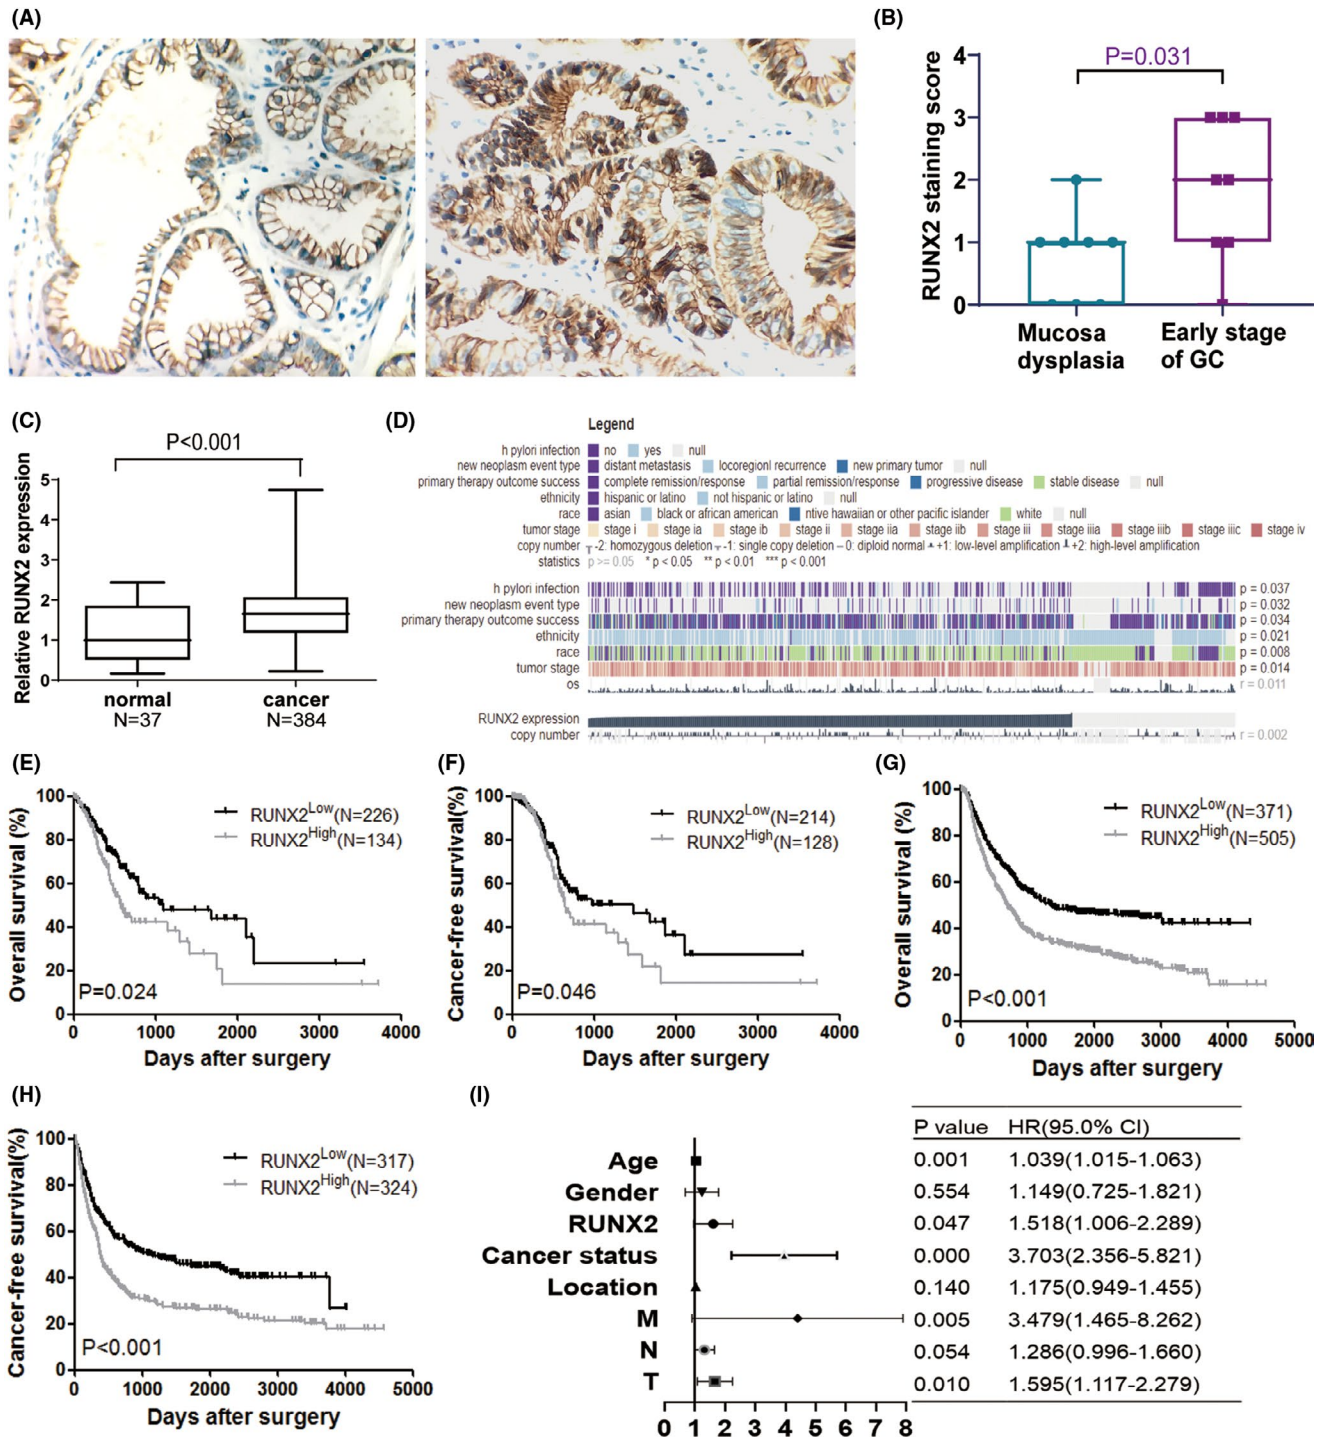 (A)
(B)
P=0.031
RUNX2 staining score
4
3
2
1
0
Mucosa
dysplasia
Early stage
of GC
(C)
P<0.001
Relative RUNX2 expression
5
4
3
2
1
0
normal
N=37
cancer
N=384
(D)
Legend
h pylori infection no yes null
new neoplasm event type distant metastasis locoregionl recurrence new primary tumor null
primary therapy outcome success complete remission/response partial remission/response progressive disease stable disease null
ethnicity hispanic or latino not hispanic or latino null
race asian black or african american ntive hawaiian or other pacific islander white null
tumor stage stage i stage ia stage ib stage ii stage iia stage iib stage iii stage iiia stage iiib stage iiic stage iv
copy number -2: homozygous deletion -1: single copy deletion 0: diploid normal +1: low-level amplification +2: high-level amplification
statistics p >= 0.05 * p < 0.05 ** p < 0.01 *** p < 0.001
h pylori infection p = 0.037
new neoplasm event type p = 0.032
primary therapy outcome success p = 0.034
ethnicity p = 0.021
race p = 0.008
tumor stage p = 0.014
os r = 0.011
RUNX2 expression
copy number r = 0.002
(E)
Overall survival (%)
100
80
60
40
20
0
RUNX2Low(N=226)
RUNX2High(N=134)
P=0.024
0 1000 2000 3000 4000
Days after surgery
(F)
Cancer-free survival(%)
100
80
60
40
20
0
RUNX2Low(N=214)
RUNX2High(N=128)
P=0.046
0 1000 2000 3000 4000
Days after surgery
(G)
Overall survival (%)
100
80
60
40
20
0
RUNX2Low(N=371)
RUNX2High(N=505)
P<0.001
0 1000 2000 3000 4000 5000
Days after surgery
(H)
Cancer-free survival(%)
100
80
60
40
20
0
RUNX2Low(N=317)
RUNX2High(N=324)
P<0.001
0 1000 2000 3000 4000 5000
Days after surgery
(I)
P value HR(95.0% CI)
Age 0.001 1.039(1.015-1.063)
Gender 0.554 1.149(0.725-1.821)
RUNX2 0.047 1.518(1.006-2.289)
Cancer status 0.000 3.703(2.356-5.821)
Location 0.140 1.175(0.949-1.455)
M 0.005 3.479(1.465-8.262)
N 0.054 1.286(0.996-1.660)
T 0.010 1.595(1.117-2.279)
0 1 2 3 4 5 6 7 8